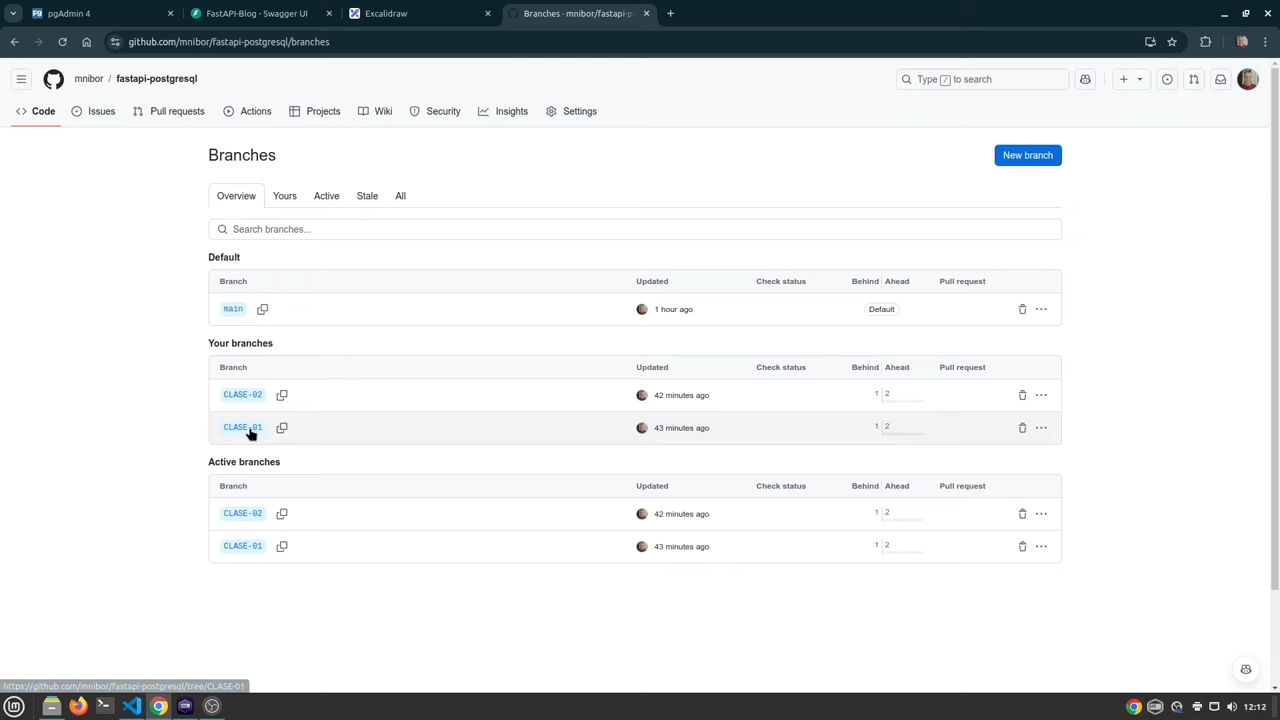 pgAdmin 4
FastAPI-Blog - Swagger UI
Excalidraw
Branches · mnibor/fastapi-p
github.com/mnibor/fastapi-postgresql/branches
mnibor / fastapi-postgresql
Type / to search
Code Issues Pull requests Actions Projects Wiki Security Insights Settings
Branches
New branch
Overview Yours Active Stale All
Search branches...
Default
Branch Updated Check status Behind Ahead Pull request
main 1 hour ago Default
Your branches
Branch Updated Check status Behind Ahead Pull request
CLASE-02 42 minutes ago 1 2
CLASE-01 43 minutes ago 1 2
Active branches
Branch Updated Check status Behind Ahead Pull request
CLASE-02 42 minutes ago 1 2
CLASE-01 43 minutes ago 1 2
https://github.com/mnibor/fastapi-postgresql/tree/CLASE-01
12:12